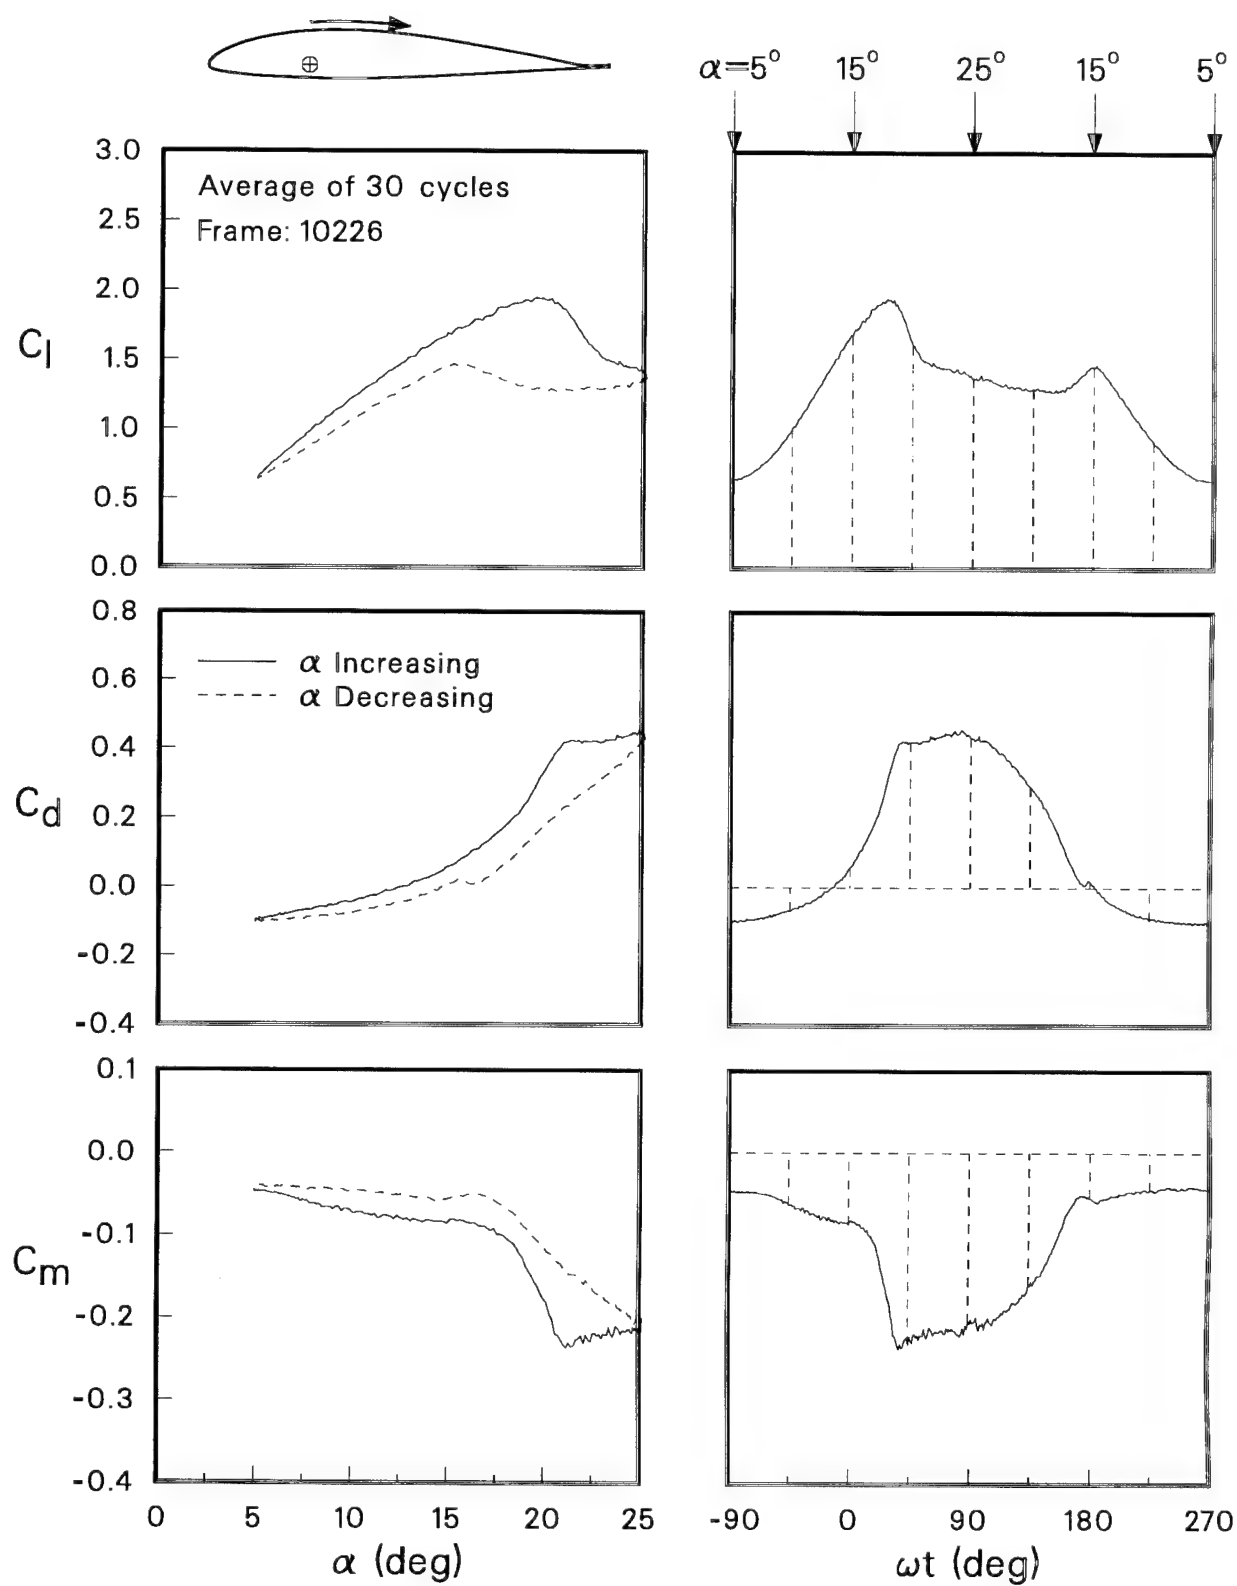 α=5° 15° 25° 15° 5°
3.0
Average of 30 cycles
2.5
Frame: 10226
2.0
Cl
1.5
1.0
0.5
0.0
0.8
α Increasing
0.6
α Decreasing
0.4
Cd
0.2
0.0
-0.2
-0.4
0.1
0.0
-0.1
Cm
-0.2
-0.3
-0.4
0 5 10 15 20 25
α (deg)
-90 0 90 180 270
ωt (deg)